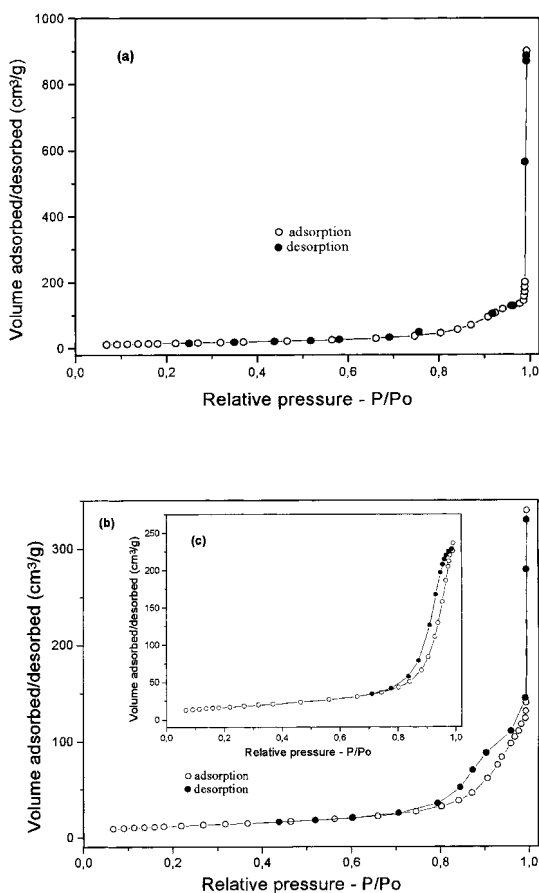 (a)
1000
800
600
400
200
0
Volume adsorbed/desorbed (cm³/g)
adsorption
desorption
0,0 0,2 0,4 0,6 0,8 1,0
Relative pressure - P/Po
(b)
300
200
100
0
Volume adsorbed/desorbed (cm³/g)
(c)
250
200
150
100
50
0
Volume adsorbed/desorbed (cm³/g)
0,0 0,2 0,4 0,6 0,8 1,0
Relative pressure - P/Po
adsorption
desorption
0,0 0,2 0,4 0,6 0,8 1,0
Relative pressure - P/Po